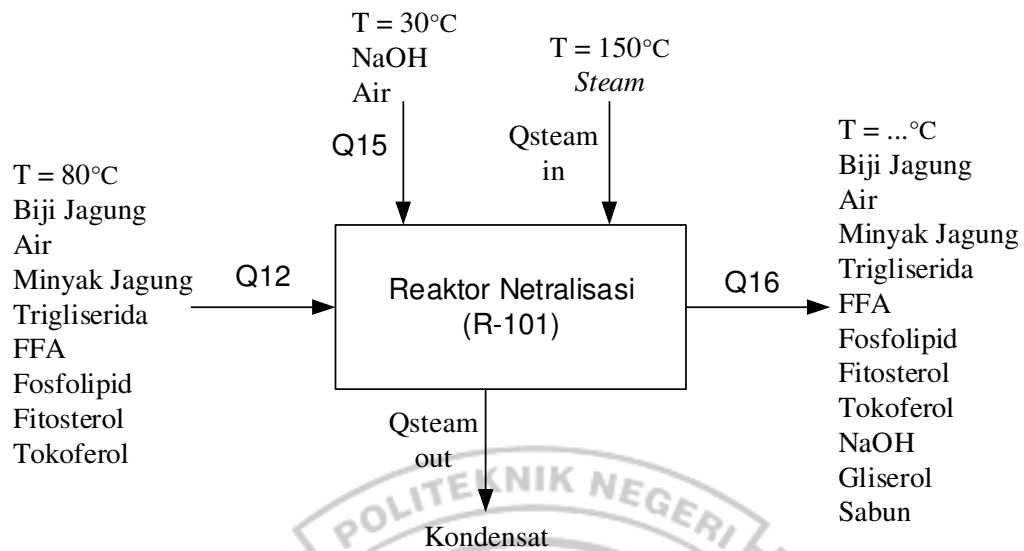 T = 30°C
NaOH
Air
Q15
T = 150°C
Steam
Qsteam
in
T = 80°C
Biji Jagung
Air
Minyak Jagung
Trigliserida
FFA
Fosfolipid
Fitosterol
Tokoferol
Q12
Reaktor Netralisasi
(R-101)
Q16
T = ...°C
Biji Jagung
Air
Minyak Jagung
Trigliserida
FFA
Fosfolipid
Fitosterol
Tokoferol
NaOH
Gliserol
Sabun
Qsteam
out
Kondensat
POLITEKNIK NEGERI